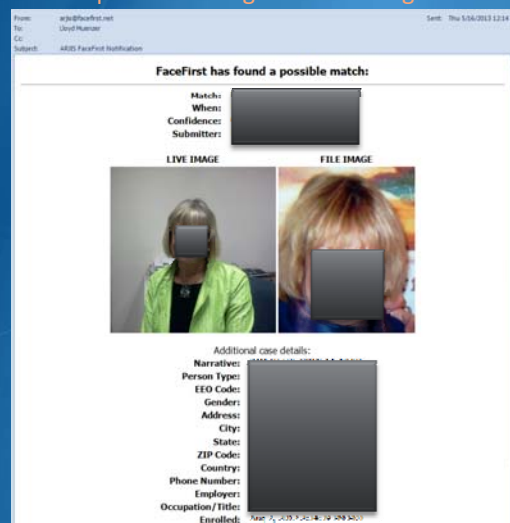 From: arjis@facefirst.net Sent: Thu 5/16/2013 12:14
To: Lloyd Muenzer
Cc:
Subject: ARJIS FaceFirst Notification
FaceFirst has found a possible match:
Match:
When:
Confidence:
Submitter:
LIVE IMAGE FILE IMAGE
Additional case details:
Narrative:
Person Type:
EEO Code:
Gender:
Address:
City:
State:
ZIP Code:
Country:
Phone Number:
Employer:
Occupation/Title:
Enrolled: